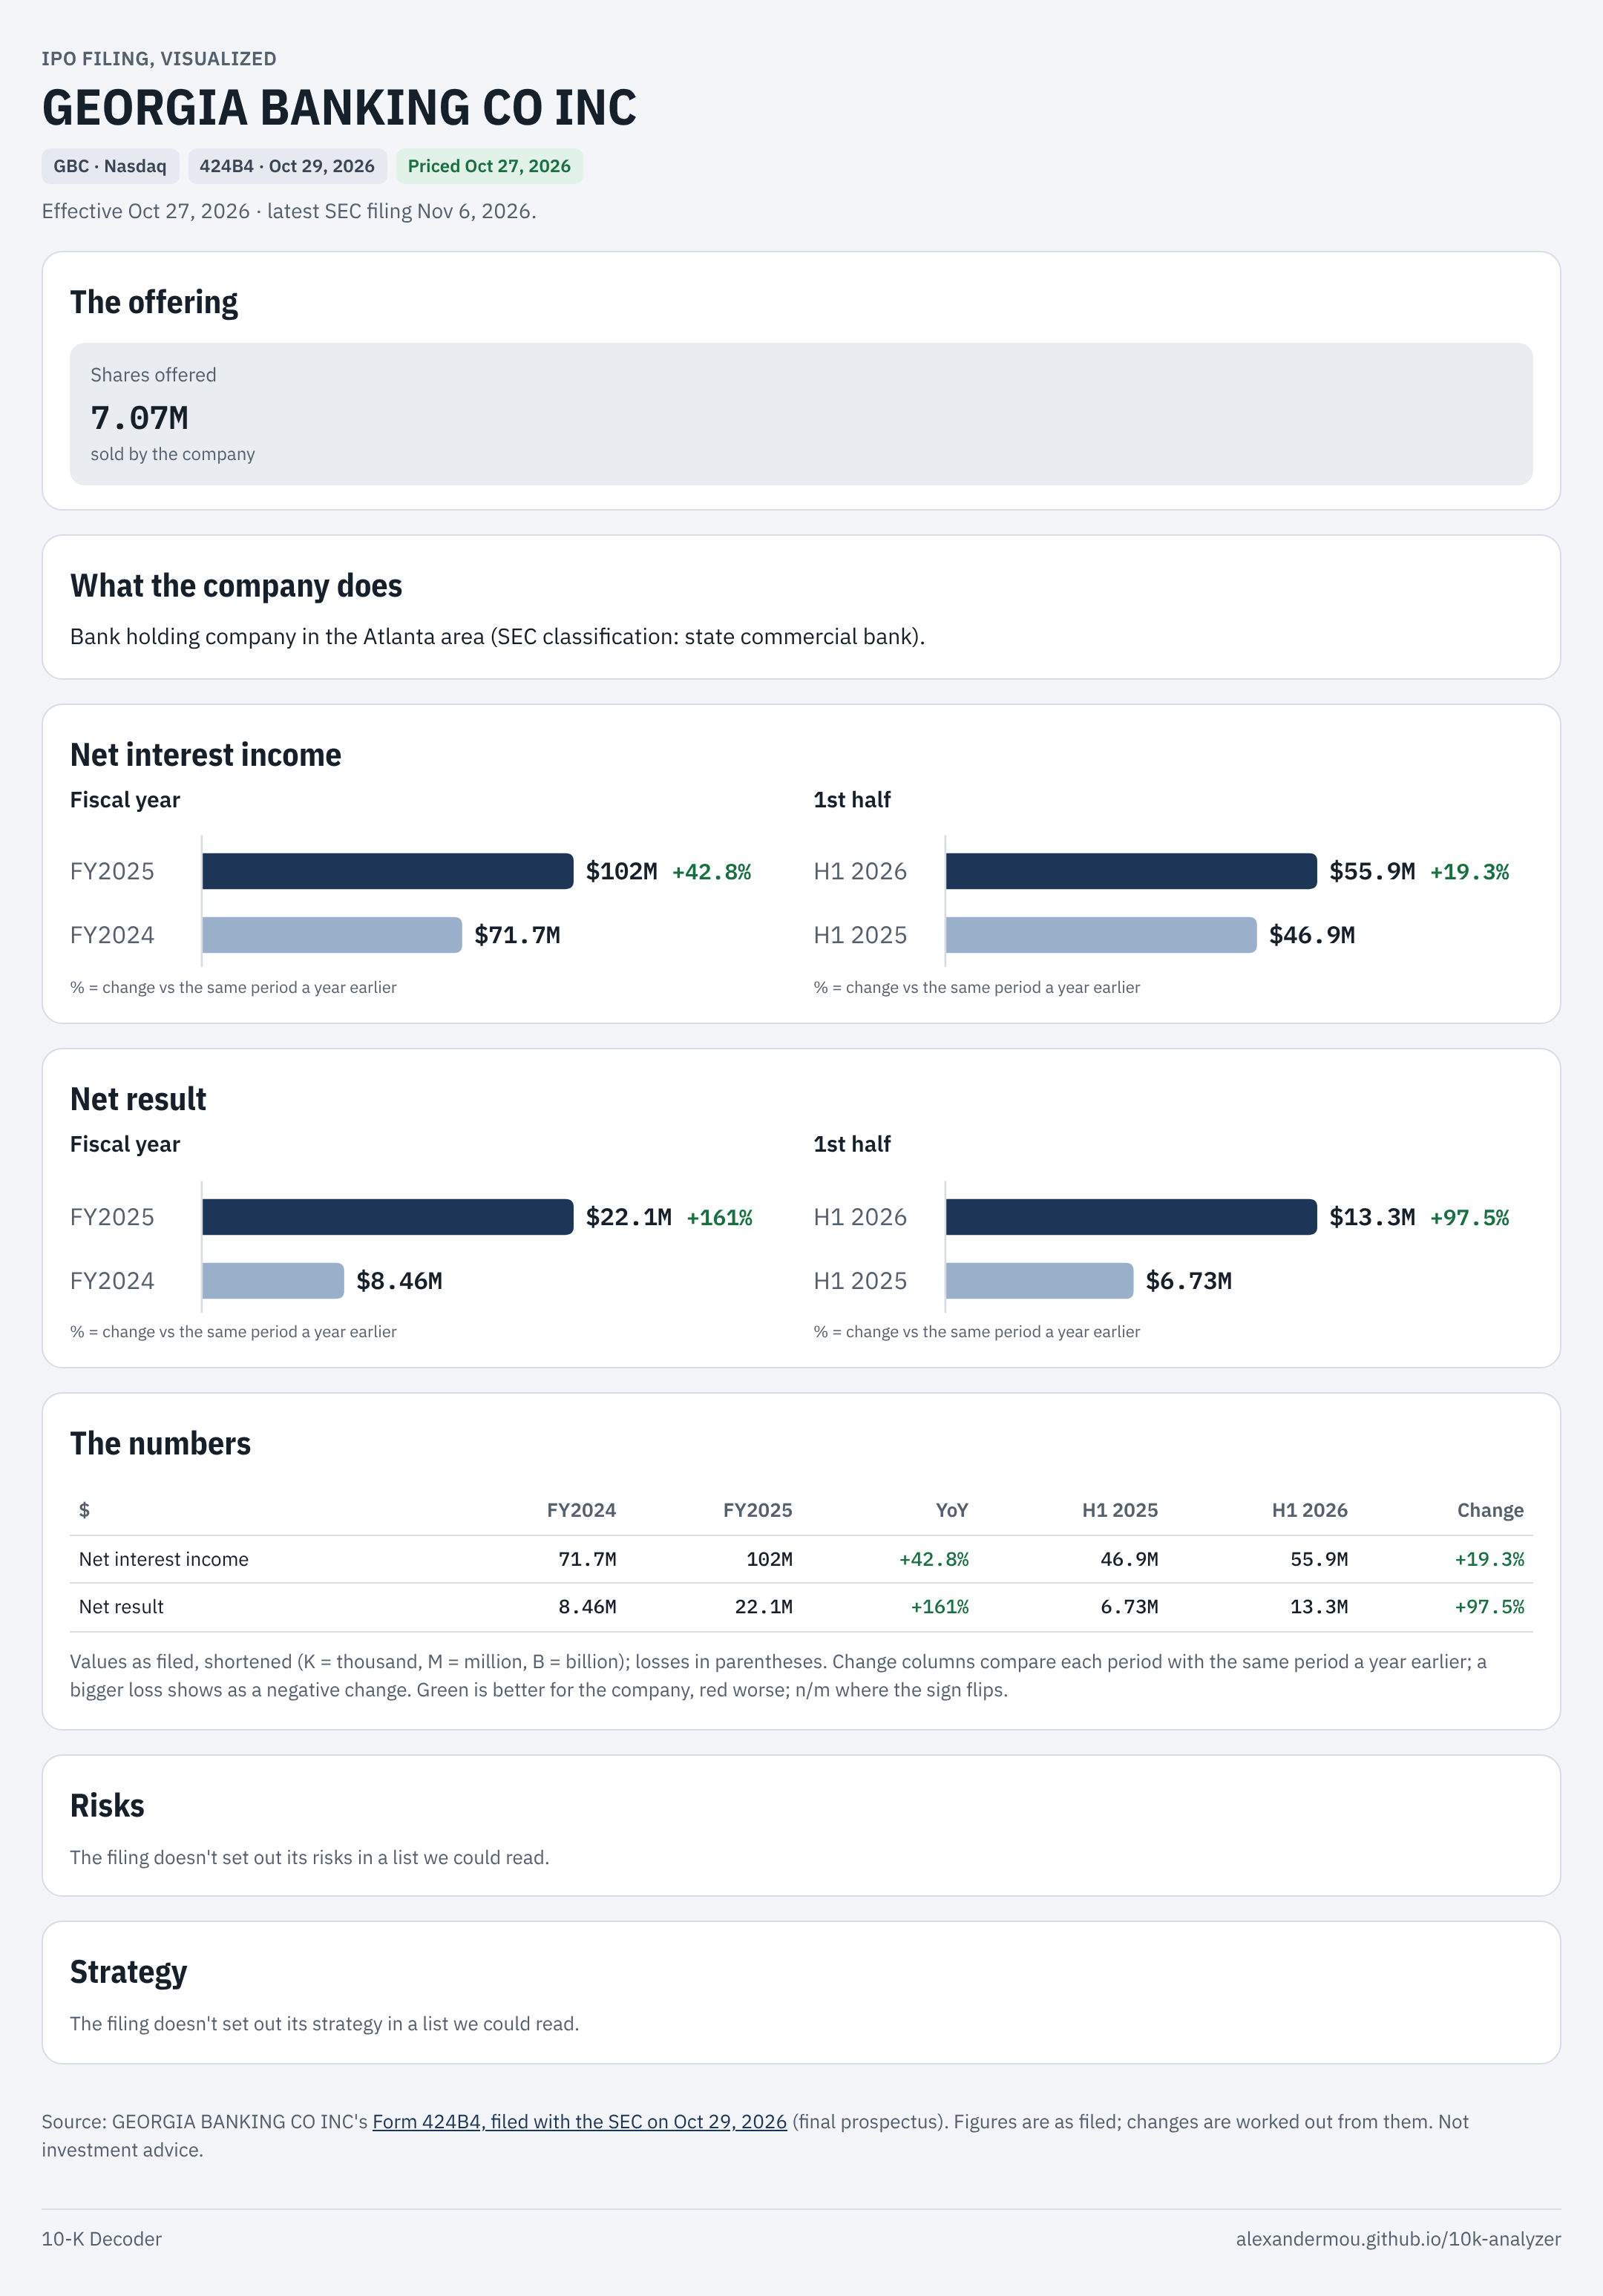 IPO FILING, VISUALIZED
GEORGIA BANKING CO INC
GBC · Nasdaq 424B4 · Oct 29, 2026 Priced Oct 27, 2026
Effective Oct 27, 2026 · latest SEC filing Nov 6, 2026.
The offering
Shares offered
7.07M
sold by the company
What the company does
Bank holding company in the Atlanta area (SEC classification: state commercial bank).
Net interest income
Fiscal year
FY2025 $102M +42.8%
FY2024 $71.7M
% = change vs the same period a year earlier
1st half
H1 2026 $55.9M +19.3%
H1 2025 $46.9M
% = change vs the same period a year earlier
Net result
Fiscal year
FY2025 $22.1M +161%
FY2024 $8.46M
% = change vs the same period a year earlier
1st half
H1 2026 $13.3M +97.5%
H1 2025 $6.73M
% = change vs the same period a year earlier
The numbers
$ FY2024 FY2025 YoY H1 2025 H1 2026 Change
Net interest income 71.7M 102M +42.8% 46.9M 55.9M +19.3%
Net result 8.46M 22.1M +161% 6.73M 13.3M +97.5%
Values as filed, shortened (K = thousand, M = million, B = billion); losses in parentheses. Change columns compare each period with the same period a year earlier; a
bigger loss shows as a negative change. Green is better for the company, red worse; n/m where the sign flips.
Risks
The filing doesn't set out its risks in a list we could read.
Strategy
The filing doesn't set out its strategy in a list we could read.
Source: GEORGIA BANKING CO INC's Form 424B4, filed with the SEC on Oct 29, 2026 (final prospectus). Figures are as filed; changes are worked out from them. Not
investment advice.
10-K Decoder alexandermou.github.io/10k-analyzer